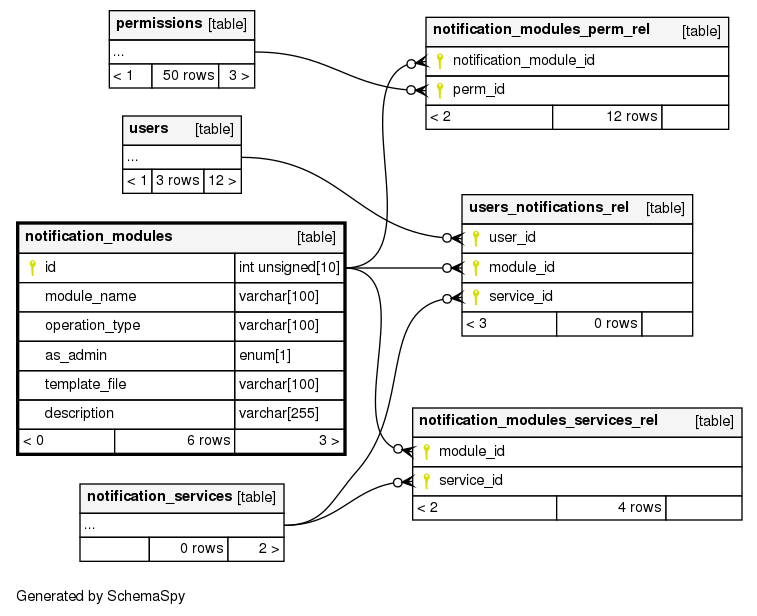 permissions [table]
...
< 1 50 rows 3 >
users [table]
...
< 1 3 rows 12 >
notification_modules [table]
id int unsigned[10]
module_name varchar[100]
operation_type varchar[100]
as_admin enum[1]
template_file varchar[100]
description varchar[255]
< 0 6 rows 3 >
notification_services [table]
...
0 rows 2 >
notification_modules_perm_rel [table]
notification_module_id
perm_id
< 2 12 rows
users_notifications_rel [table]
user_id
module_id
service_id
< 3 0 rows
notification_modules_services_rel [table]
module_id
service_id
< 2 4 rows
Generated by SchemaSpy